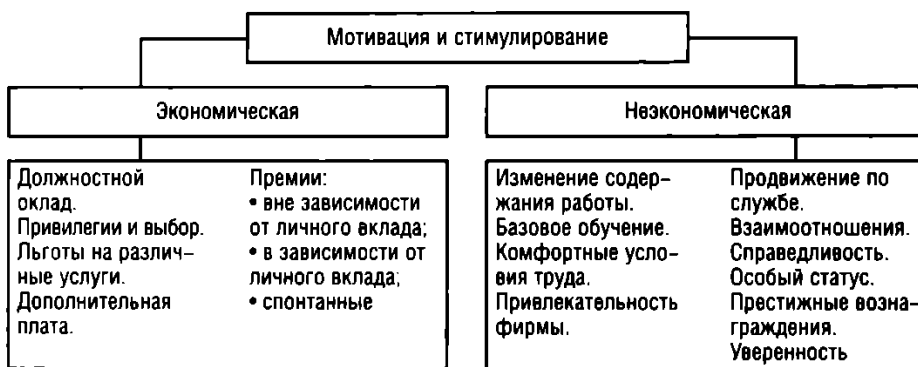 Мотивация и стимулирование
Экономическая
Должностной
оклад.
Привилегии и выбор.
Льготы на различ-
ные услуги.
Дополнительная
плата.
Премии:
• вне зависимости
от личного вклада;
• в зависимости от
личного вклада;
• спонтанные
Неэкономическая
Изменение содер-
жания работы.
Базовое обучение.
Комфортные усло-
вия труда.
Привлекательность
фирмы.
Продвижение по
службе.
Взаимоотношения.
Справедливость.
Особый статус.
Престижные возна-
граждения.
Уверенность